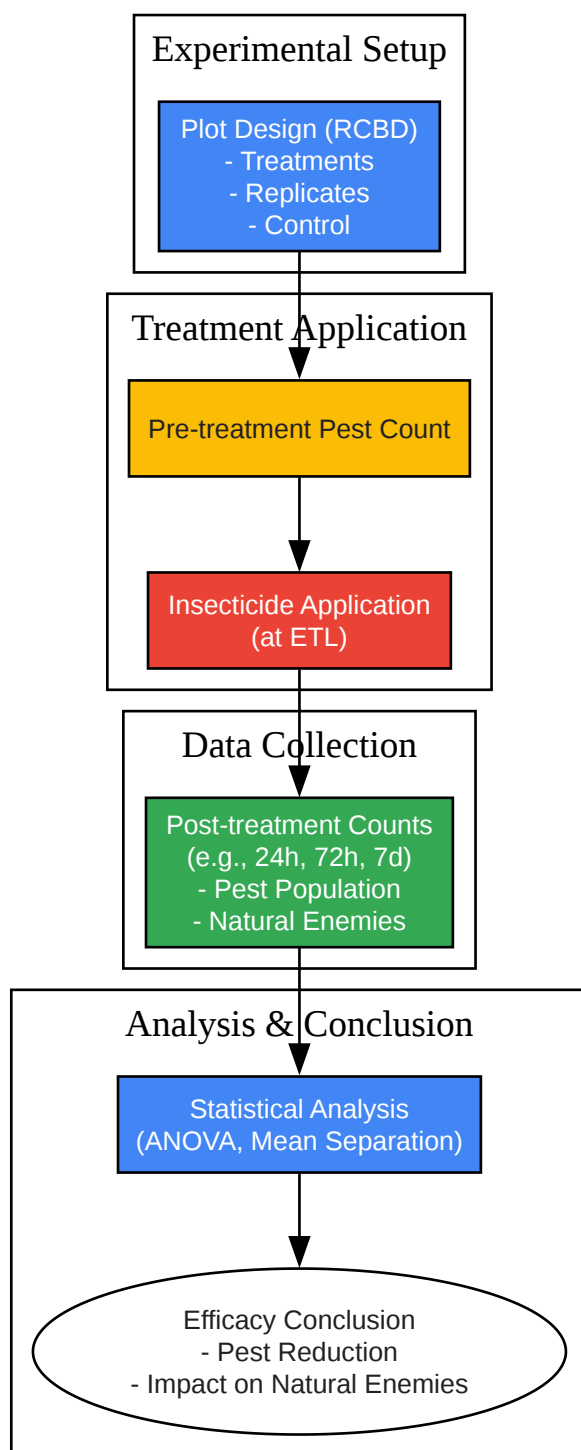 Experimental Setup
Plot Design (RCBD)
- Treatments
- Replicates
- Control
Treatment Application
Pre-treatment Pest Count
Insecticide Application
(at ETL)
Data Collection
Post-treatment Counts
(e.g., 24h, 72h, 7d)
- Pest Population
- Natural Enemies
Analysis & Conclusion
Statistical Analysis
(ANOVA, Mean Separation)
Efficacy Conclusion
- Pest Reduction
- Impact on Natural Enemies